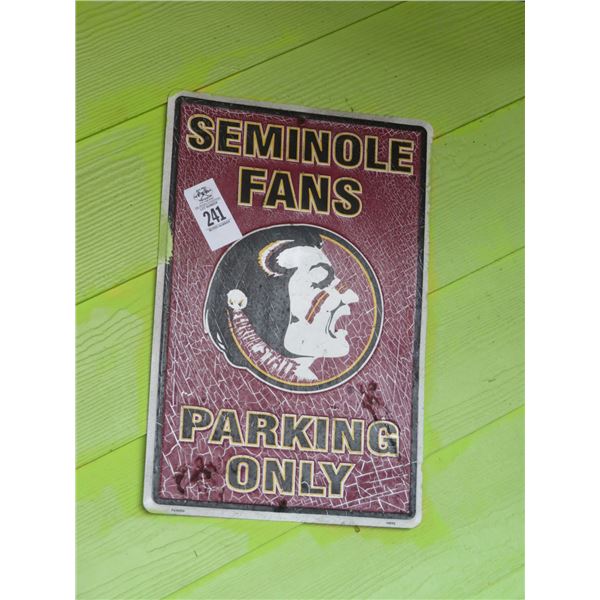 SEMINOLE
FANS
241
PARKING
ONLY